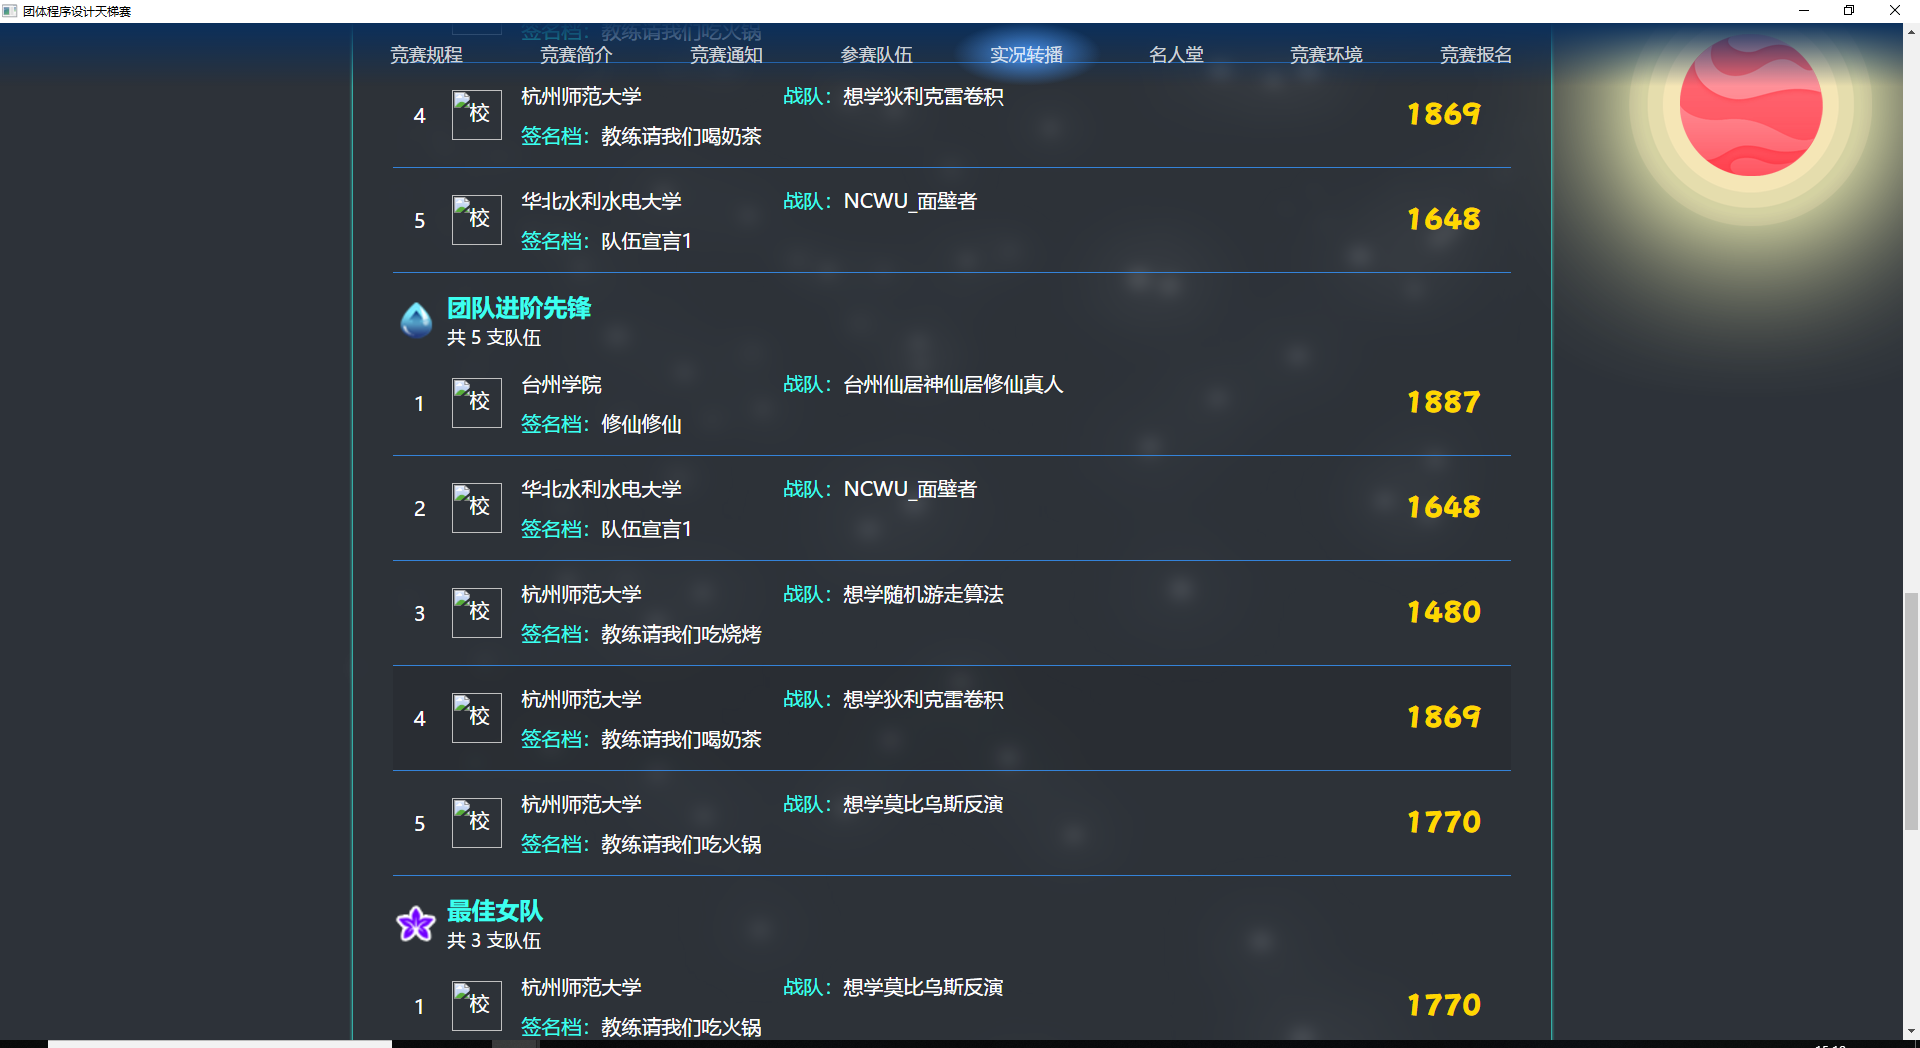 团体程序设计天梯赛
签名档：教练请我们吃火锅
竞赛规程 竞赛简介 竞赛通知 参赛队伍 实况转播 名人堂 竞赛环境 竞赛报名
4 校 杭州师范大学 战队：想学狄利克雷卷积 1869
签名档：教练请我们喝奶茶
5 校 华北水利水电大学 战队：NCWU_面壁者 1648
签名档：队伍宣言1
团队进阶先锋
共 5 支队伍
1 校 台州学院 战队：台州仙居神仙居修仙真人 1887
签名档：修仙修仙
2 校 华北水利水电大学 战队：NCWU_面壁者 1648
签名档：队伍宣言1
3 校 杭州师范大学 战队：想学随机游走算法 1480
签名档：教练请我们吃烧烤
4 校 杭州师范大学 战队：想学狄利克雷卷积 1869
签名档：教练请我们喝奶茶
5 校 杭州师范大学 战队：想学莫比乌斯反演 1770
签名档：教练请我们吃火锅
最佳女队
共 3 支队伍
1 校 杭州师范大学 战队：想学莫比乌斯反演 1770
签名档：教练请我们吃火锅